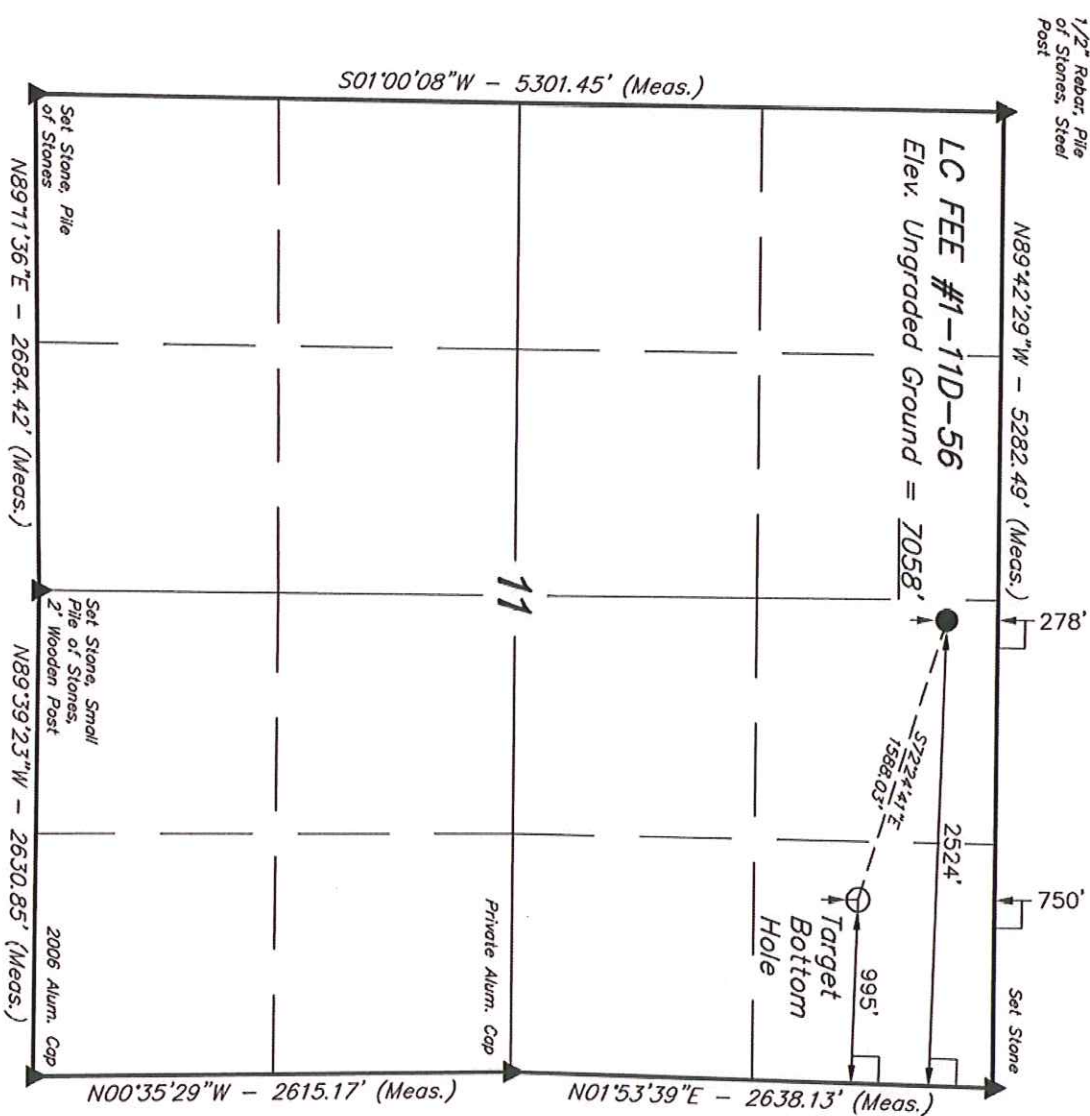 1/2" Rebar, Pile
of Stones, Steel
Post
N89°42'29"W – 5282.49' (Meas.)
278'
750'
Set Stone
S01°00'08"W – 5301.45' (Meas.)
LC FEE #1–11D–56
Elev. Ungraded Ground = 7058'
S72°24'41"E
1588.03'
2524'
995'
Target
Bottom
Hole
11
N01°53'39"E – 2638.13' (Meas.)
Private Alum. Cap
N00°35'29"W – 2615.17' (Meas.)
Set Stone, Pile
of Stones
Set Stone, Small
Pile of Stones,
2" Wooden Post
2006 Alum. Cap
N89°11'36"E – 2684.42' (Meas.)
N89°39'23"W – 2630.85' (Meas.)